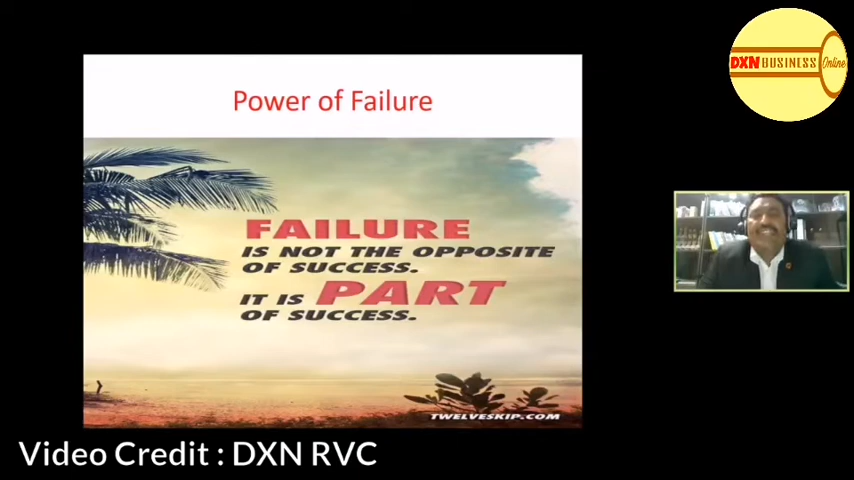 Power of Failure
DXN BUSINESS Online
FAILURE
IS NOT THE OPPOSITE
OF SUCCESS.
IT IS PART
OF SUCCESS.
TWELVESKIP.COM
Video Credit : DXN RVC